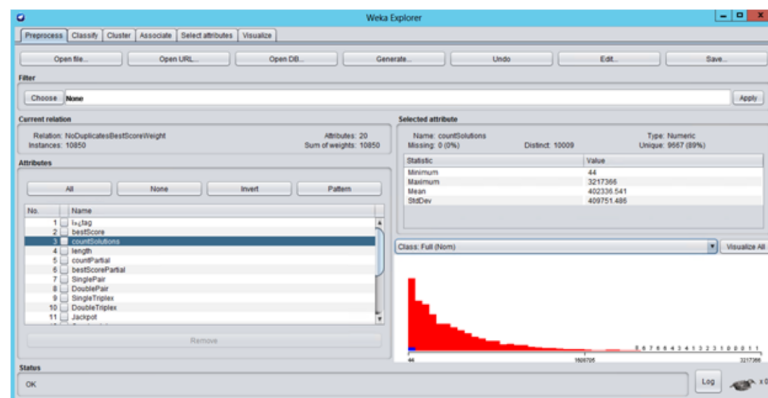 Weka Explorer
Preprocess Classify Cluster Associate Select attributes Visualize
Open file... Open URL... Open DB... Generate... Undo Edit... Save...
Filter
Choose None Apply
Current relation
Relation: NoDuplicatesBestScoreWeight Attributes: 20
Instances: 10850 Sum of weights: 10850
Attributes
All None Invert Pattern
No. Name
1
2 bestScore
3 countSolutions
4 length
5 countPartial
6 bestScorePartial
7 SinglePair
8 DoublePair
9 SingleTriplex
10 DoubleTriplex
11 Jackpot
Remove
Selected attribute
Name: countSolutions Type: Numeric
Missing: 0 (0%) Distinct: 10009 Unique: 9667 (89%)
Statistic Value
Minimum 44
Maximum 3217366
Mean 402336.541
StdDev 409751.486
Class: Full (Nom) Visualize All
44 1608705 3217366
Status
OK
Log x 0